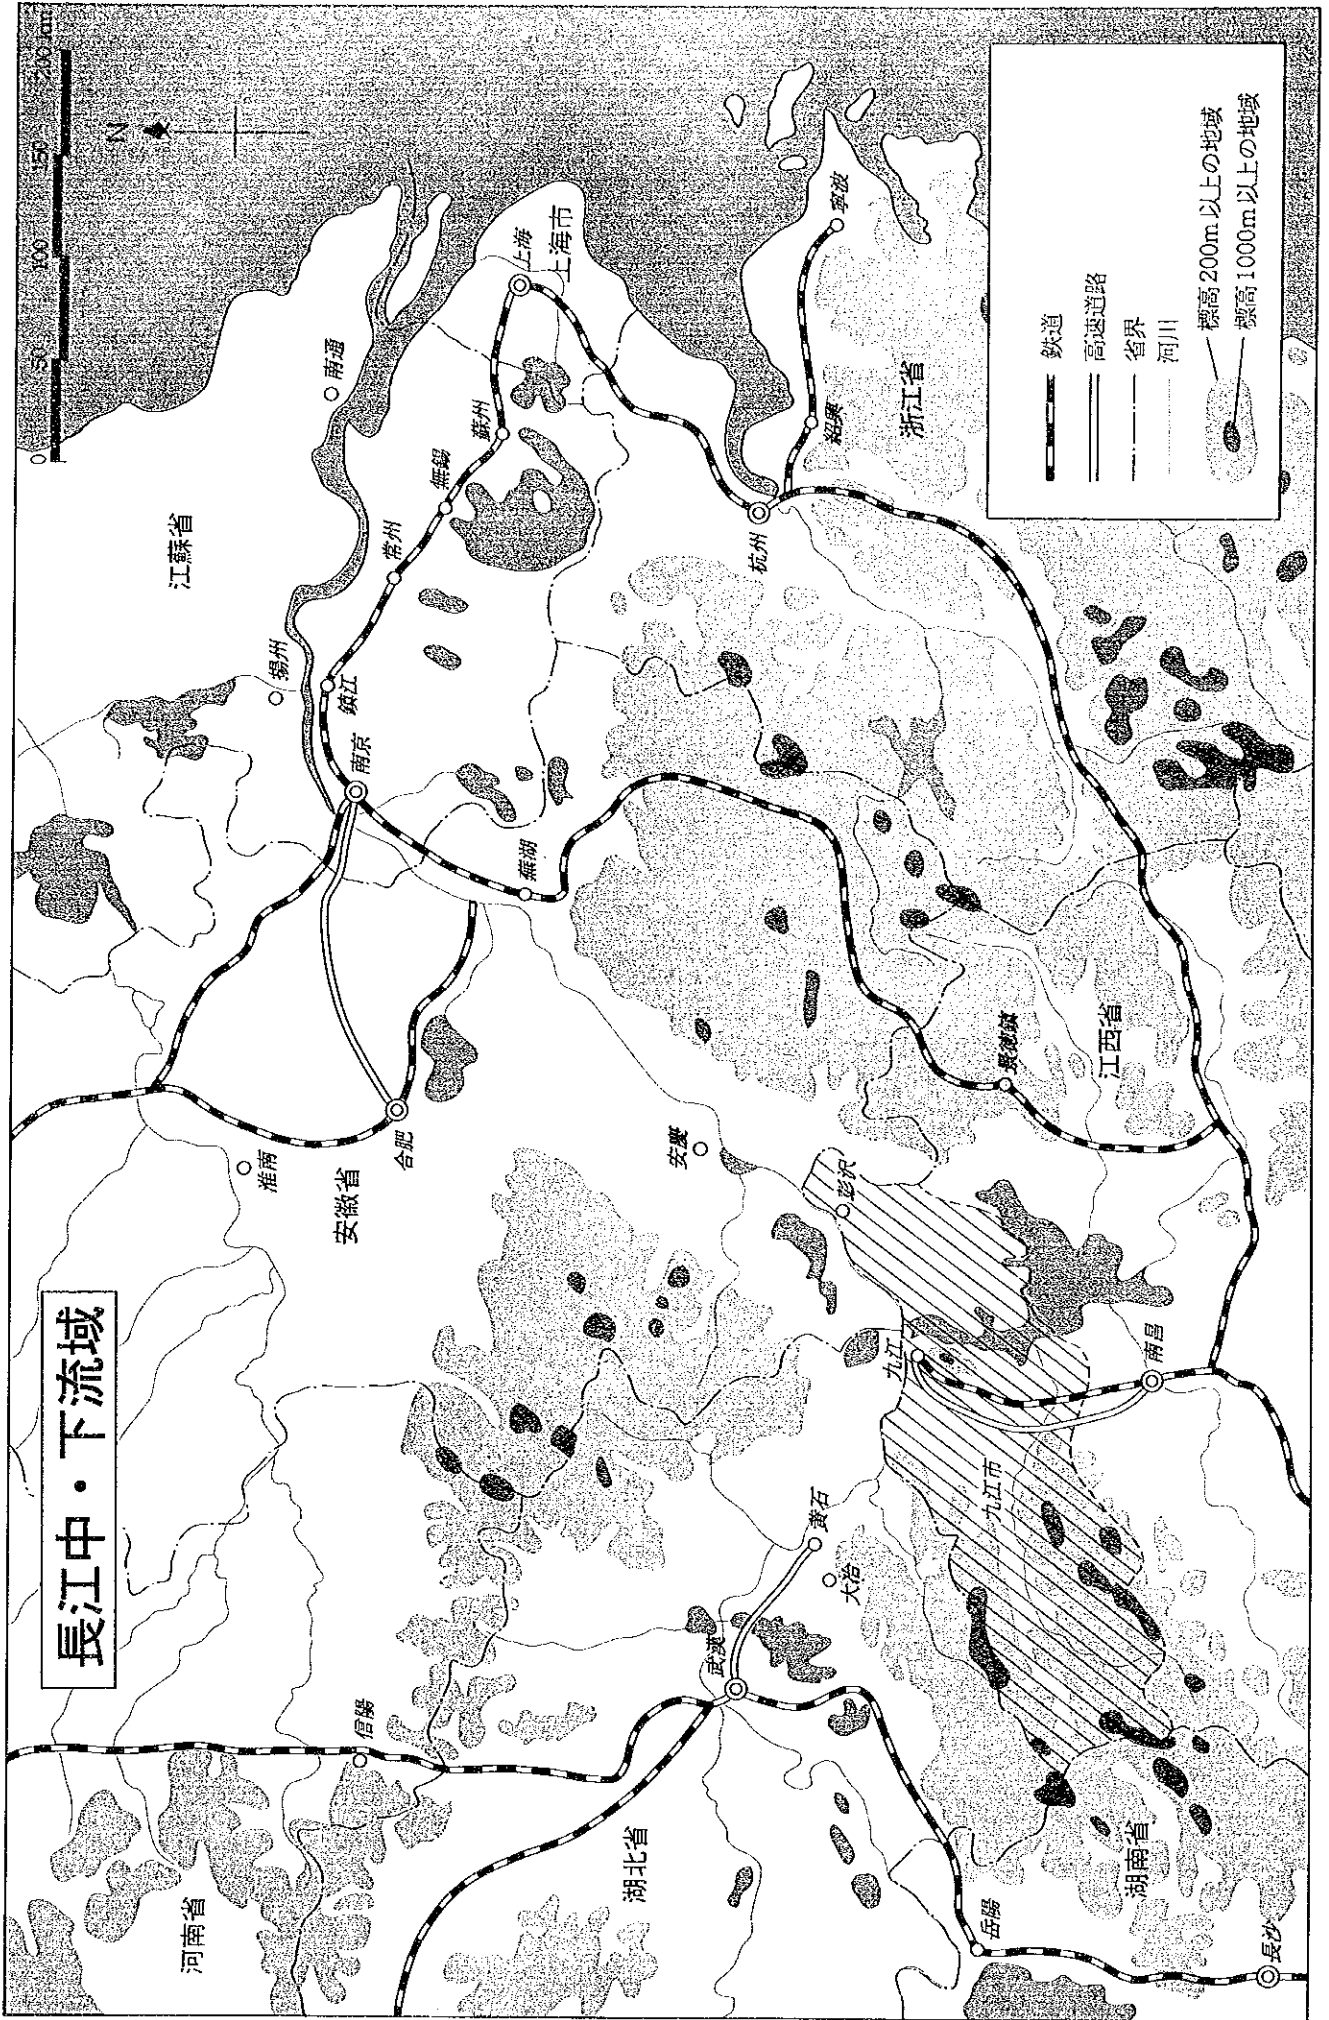 長江中・下流域
0 50 100 150 200 km
N
河南省
信陽
湖北省
武漢
黄石
大冶
岳陽
長沙
湖南省
淮南
安徽省
合肥
安慶
彭沢
九江
九江市
南昌
江西省
景徳鎮
蕪湖
南京
鎮江
揚州
江蘇省
常州
無錫
蘇州
南通
上海
上海市
杭州
紹興
寧波
浙江省
鉄道
高速道路
省界
河川
標高200m以上の地域
標高1000m以上の地域